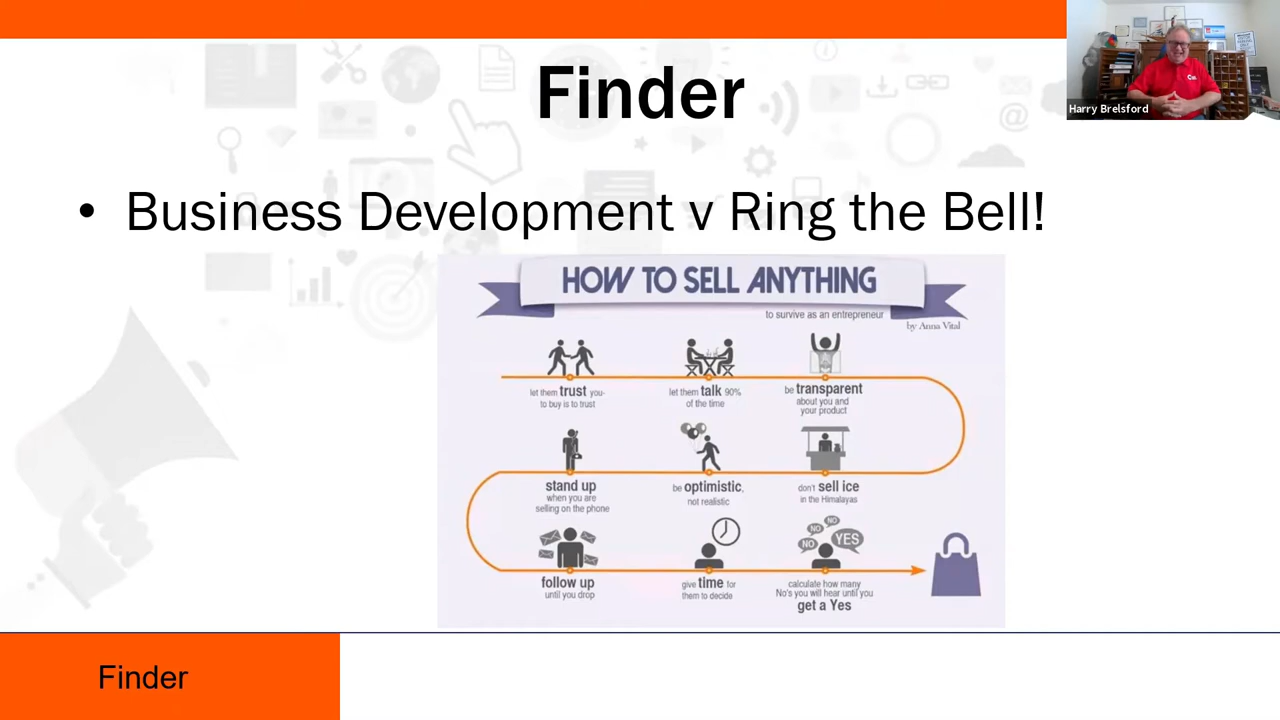 Finder
Harry Brelsford
• Business Development v Ring the Bell!
HOW TO SELL ANYTHING
to survive as an entrepreneur
by Anna Vital
let them trust you-
to buy is to trust
let them talk 90%
of the time
be transparent
about you and
your product
stand up
when you are
selling on the phone
be optimistic,
not realistic
don't sell ice
in the Himalayas
follow up
until you drop
give time for
them to decide
NO
NO
NO
YES
calculate how many
No's you will hear until you
get a Yes
Finder